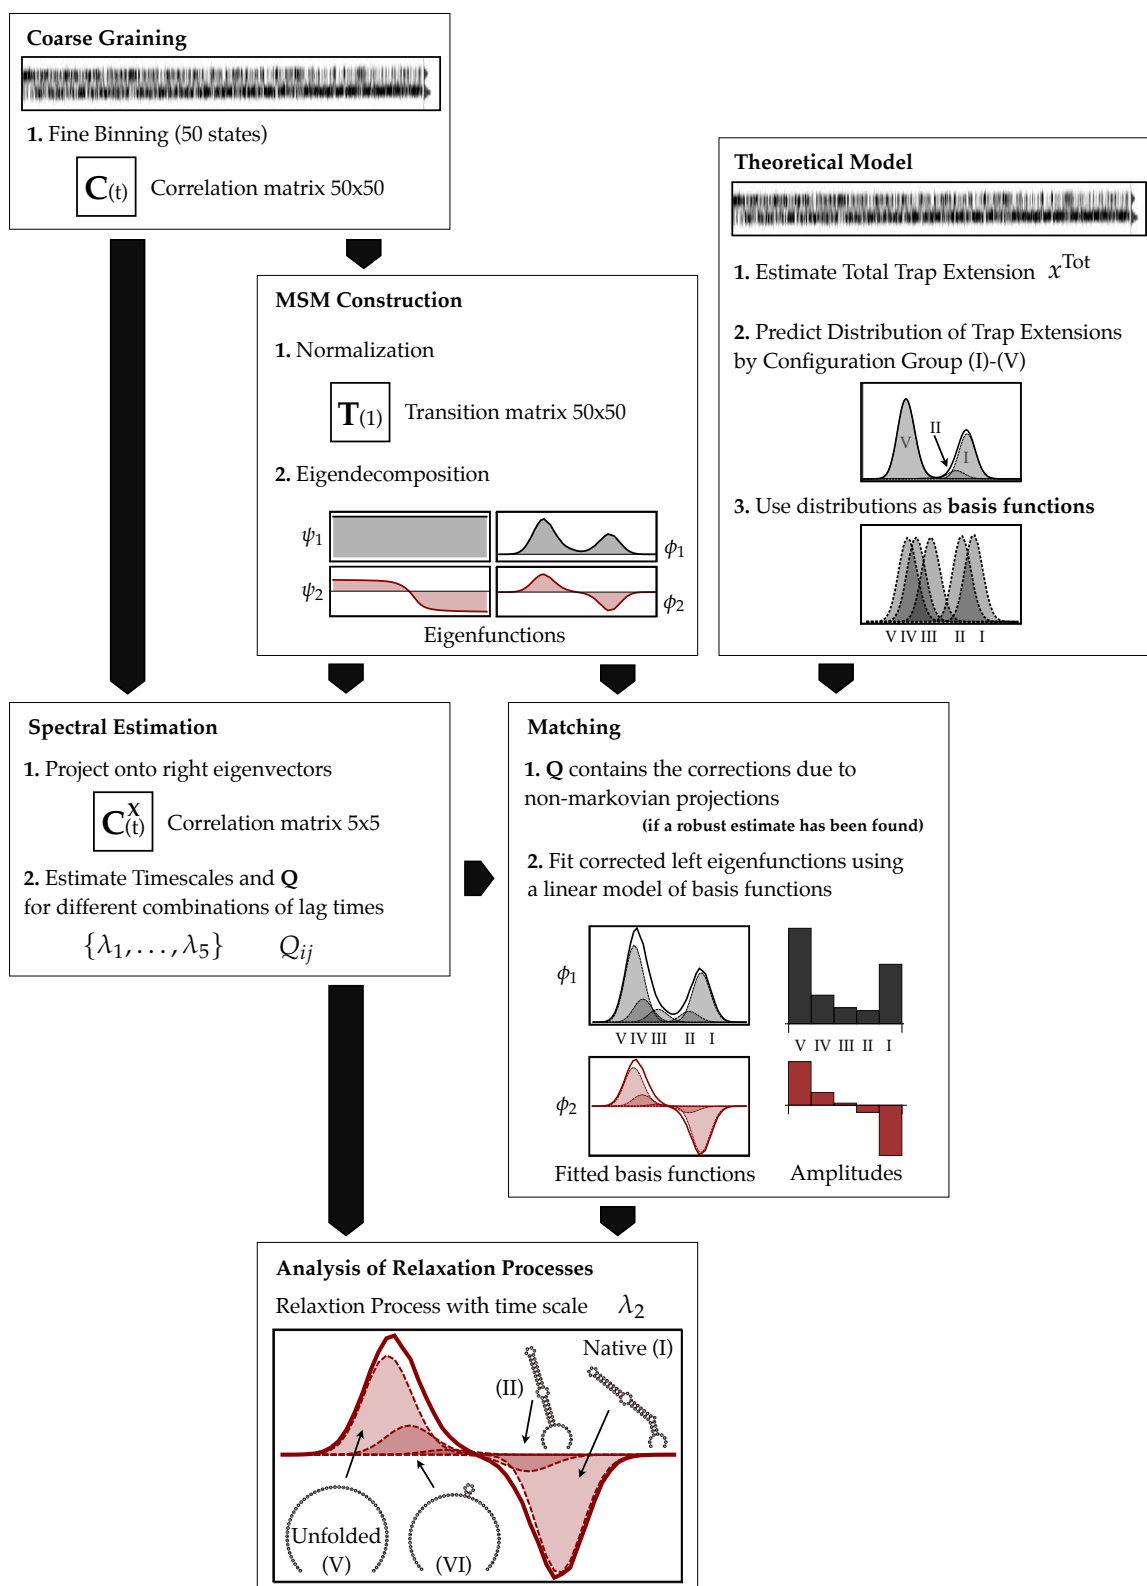 Coarse Graining
1. Fine Binning (50 states)
C(t) Correlation matrix 50x50
Theoretical Model
1. Estimate Total Trap Extension x^Tot
2. Predict Distribution of Trap Extensions
by Configuration Group (I)-(V)
V
II
I
3. Use distributions as basis functions
V IV III II I
MSM Construction
1. Normalization
T(1) Transition matrix 50x50
2. Eigendecomposition
ψ1 ϕ1
ψ2 ϕ2
Eigenfunctions
Spectral Estimation
1. Project onto right eigenvectors
C^X(t) Correlation matrix 5x5
2. Estimate Timescales and Q
for different combinations of lag times
{λ1, . . . , λ5} Qij
Matching
1. Q contains the corrections due to
non-markovian projections
(if a robust estimate has been found)
2. Fit corrected left eigenfunctions using
a linear model of basis functions
ϕ1
V IV III II I
V IV III II I
ϕ2
Fitted basis functions Amplitudes
Analysis of Relaxation Processes
Relaxtion Process with time scale λ2
Native (I)
(II)
Unfolded
(V)
(VI)